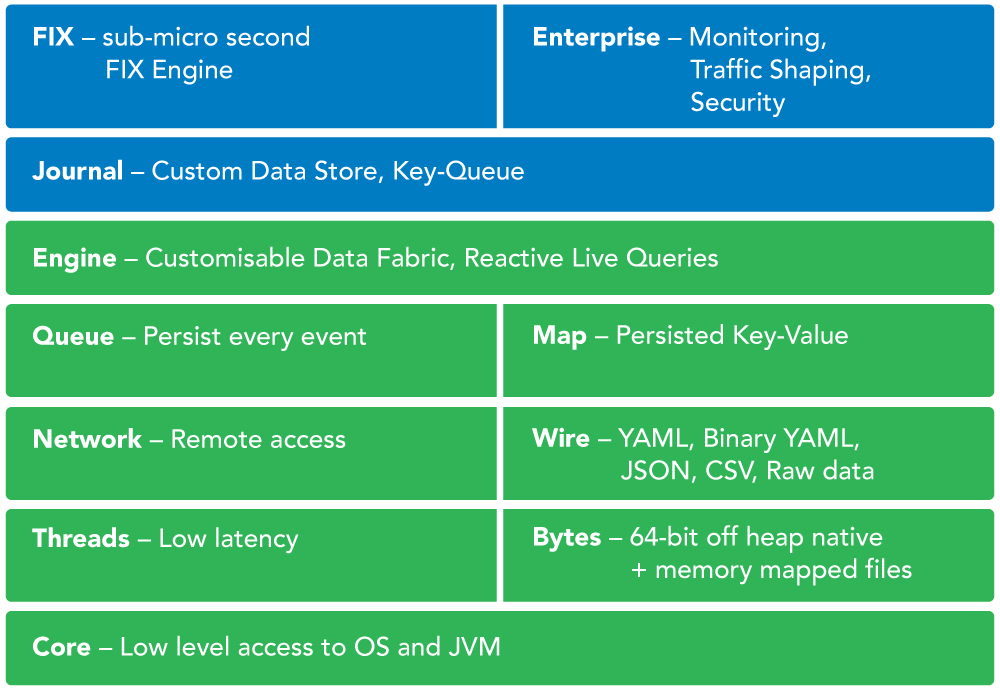 FIX – sub-micro second
FIX Engine
Enterprise – Monitoring,
Traffic Shaping,
Security
Journal – Custom Data Store, Key-Queue
Engine – Customisable Data Fabric, Reactive Live Queries
Queue – Persist every event
Map – Persisted Key-Value
Network – Remote access
Wire – YAML, Binary YAML,
JSON, CSV, Raw data
Threads – Low latency
Bytes – 64-bit off heap native
+ memory mapped files
Core – Low level access to OS and JVM